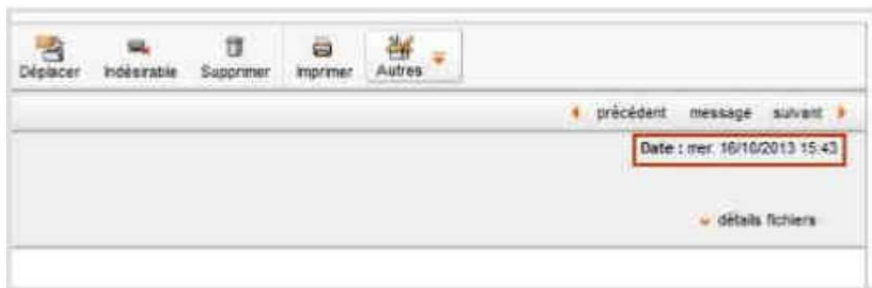 Déplacer Indésirable Supprimer Imprimer Autres
précédent message suivant
Date : mer. 16/10/2013 15:43
détails fichiers